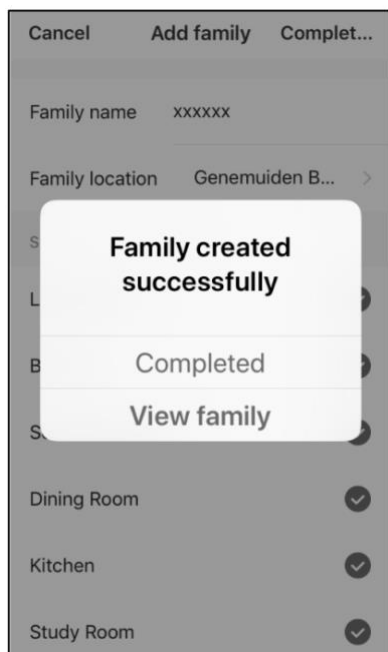 Cancel Add family Complet...
Family name xxxxxx
Family location Genemuiden B... >
S
Family created
successfully
L
B
Completed
S
View family
Dining Room
Kitchen
Study Room